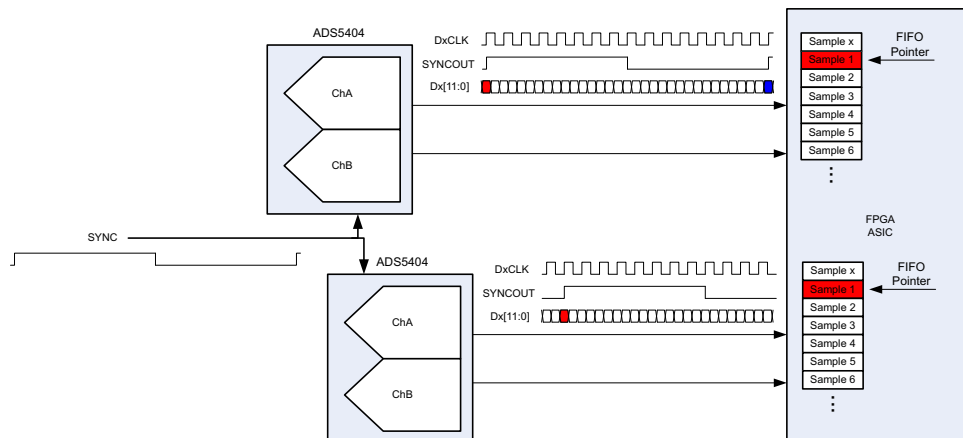 ADS5404
DxCLK
SYNCOUT
Dx[11:0]
ChA
ChB
Sample x
Sample 1
Sample 2
Sample 3
Sample 4
Sample 5
Sample 6
FIFO
Pointer
SYNC
FPGA
ASIC
ADS5404
DxCLK
SYNCOUT
Dx[11:0]
ChA
ChB
Sample x
Sample 1
Sample 2
Sample 3
Sample 4
Sample 5
Sample 6
FIFO
Pointer